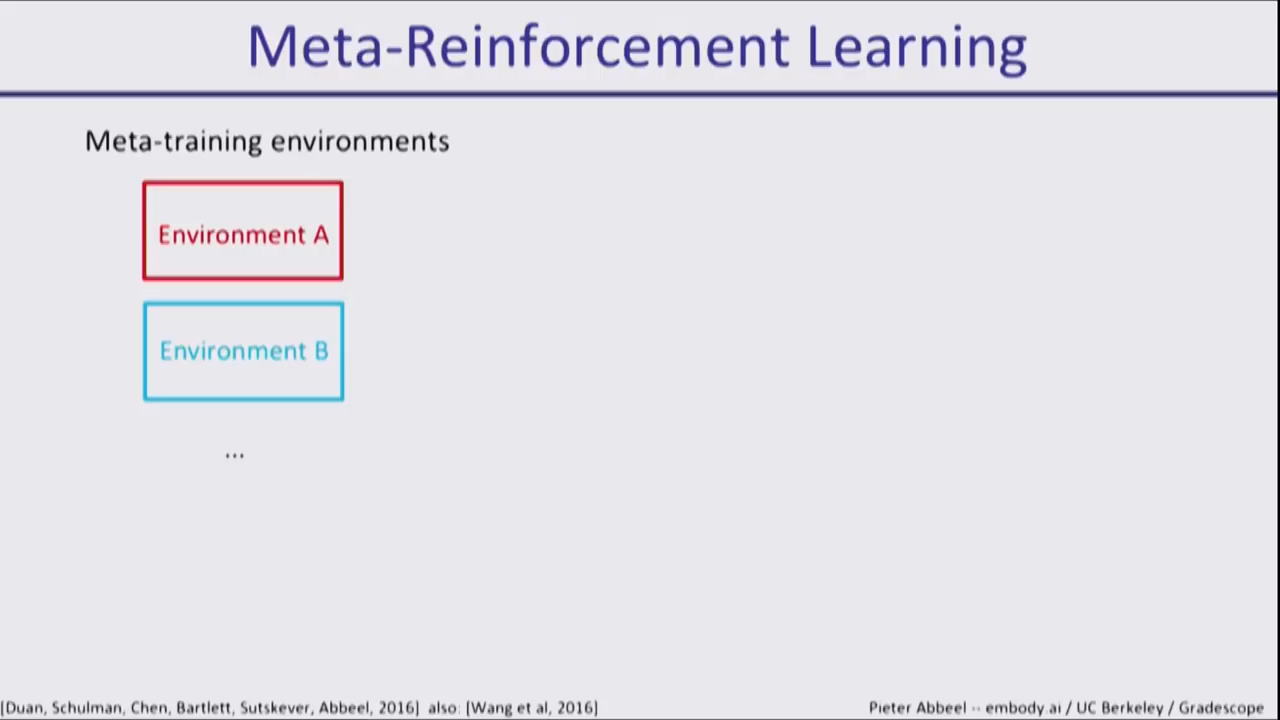 Meta-Reinforcement Learning
Meta-training environments
Environment A
Environment B
...
[Duan, Schulman, Chen, Bartlett, Sutskever, Abbeel, 2016] also: [Wang et al, 2016]
Pieter Abbeel -- embody.ai / UC Berkeley / Gradescope